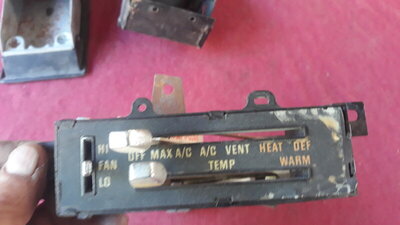 HI
OFF MAX A/C A/C VENT HEAT DEF
FAN
TEMP WARM
LO